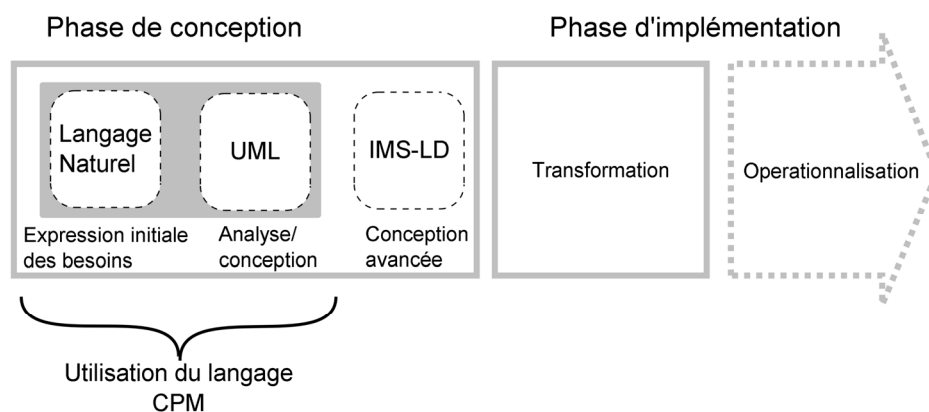 Phase de conception
Phase d'implémentation
Langage
Naturel
UML
IMS-LD
Transformation
Operationnalisation
Expression initiale
des besoins
Analyse/
conception
Conception
avancée
Utilisation du langage
CPM